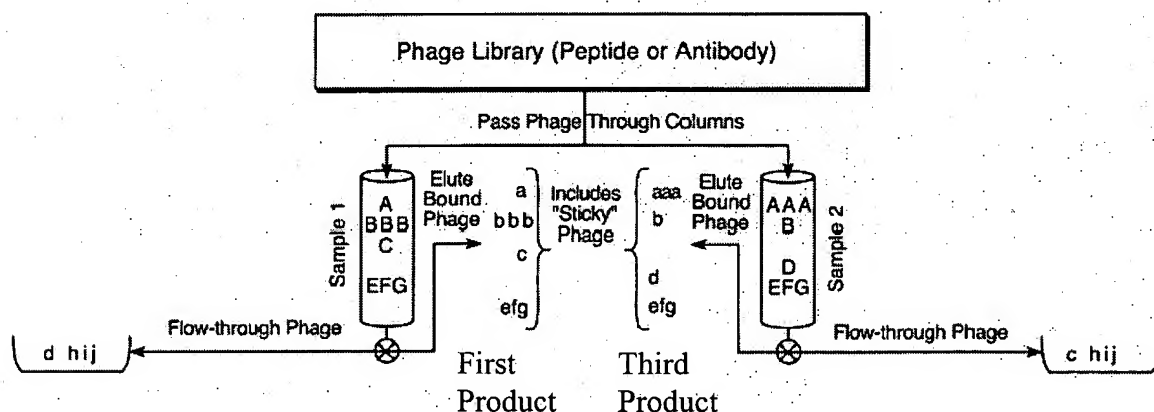 Phage Library (Peptide or Antibody)
Pass Phage Through Columns
Sample 1
A
BBB
C
EFG
Elute
Bound
Phage
a
bbb
c
efg
Includes
"Sticky"
Phage
aaa
b
d
efg
Elute
Bound
Phage
AAA
B
D
EFG
Sample 2
Flow-through Phage
d hij
First
Product
Third
Product
Flow-through Phage
c hij